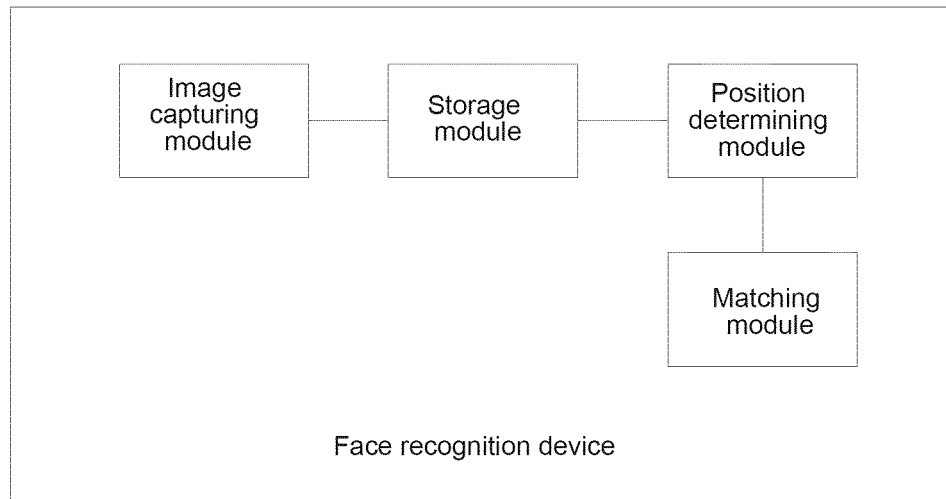 Image
capturing
module
Storage
module
Position
determining
module
Matching
module
Face recognition device